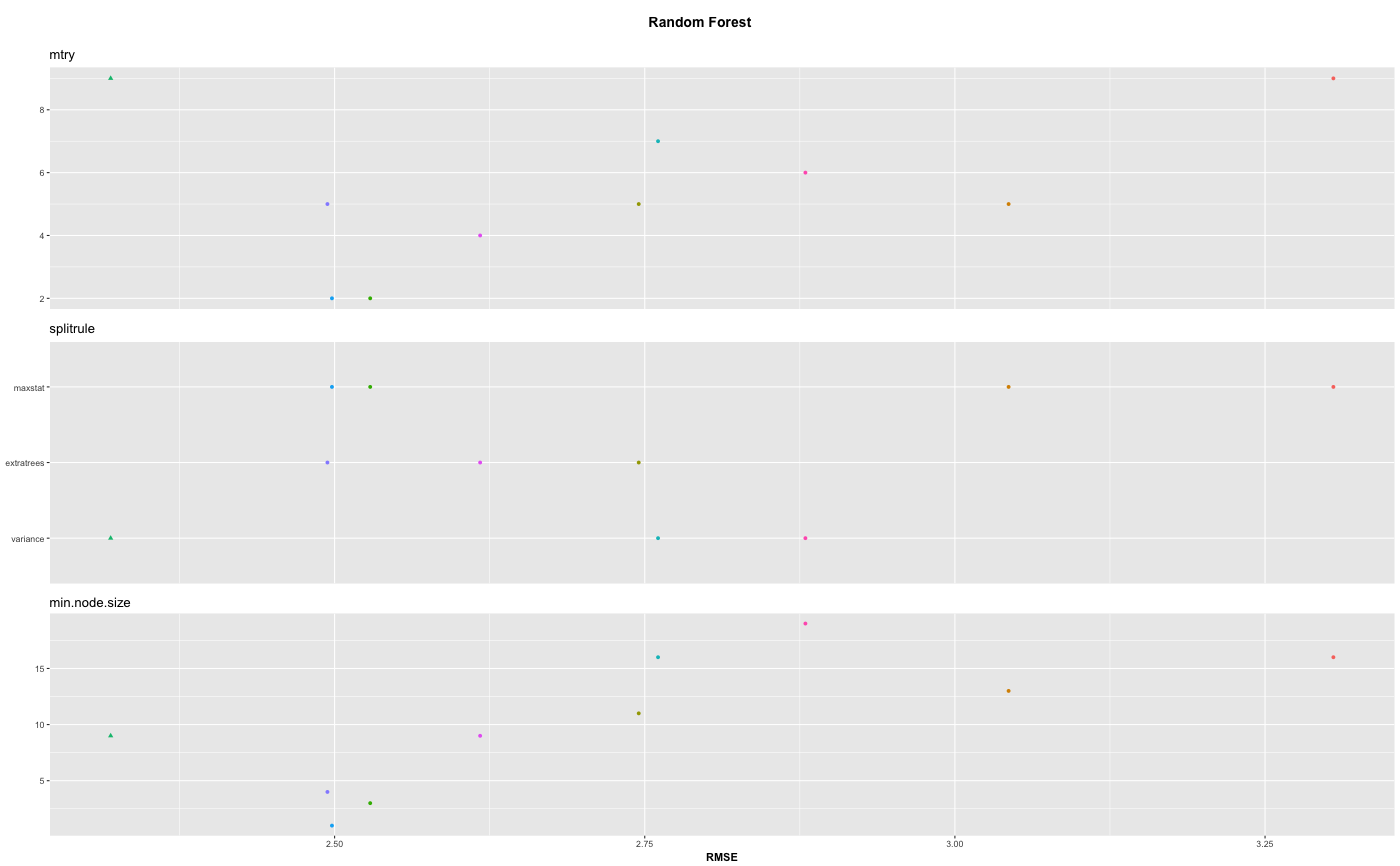 Random Forest
mtry
8
6
4
2
splitrule
maxstat
extratrees
variance
min.node.size
15
10
5
2.50 2.75 3.00 3.25
RMSE